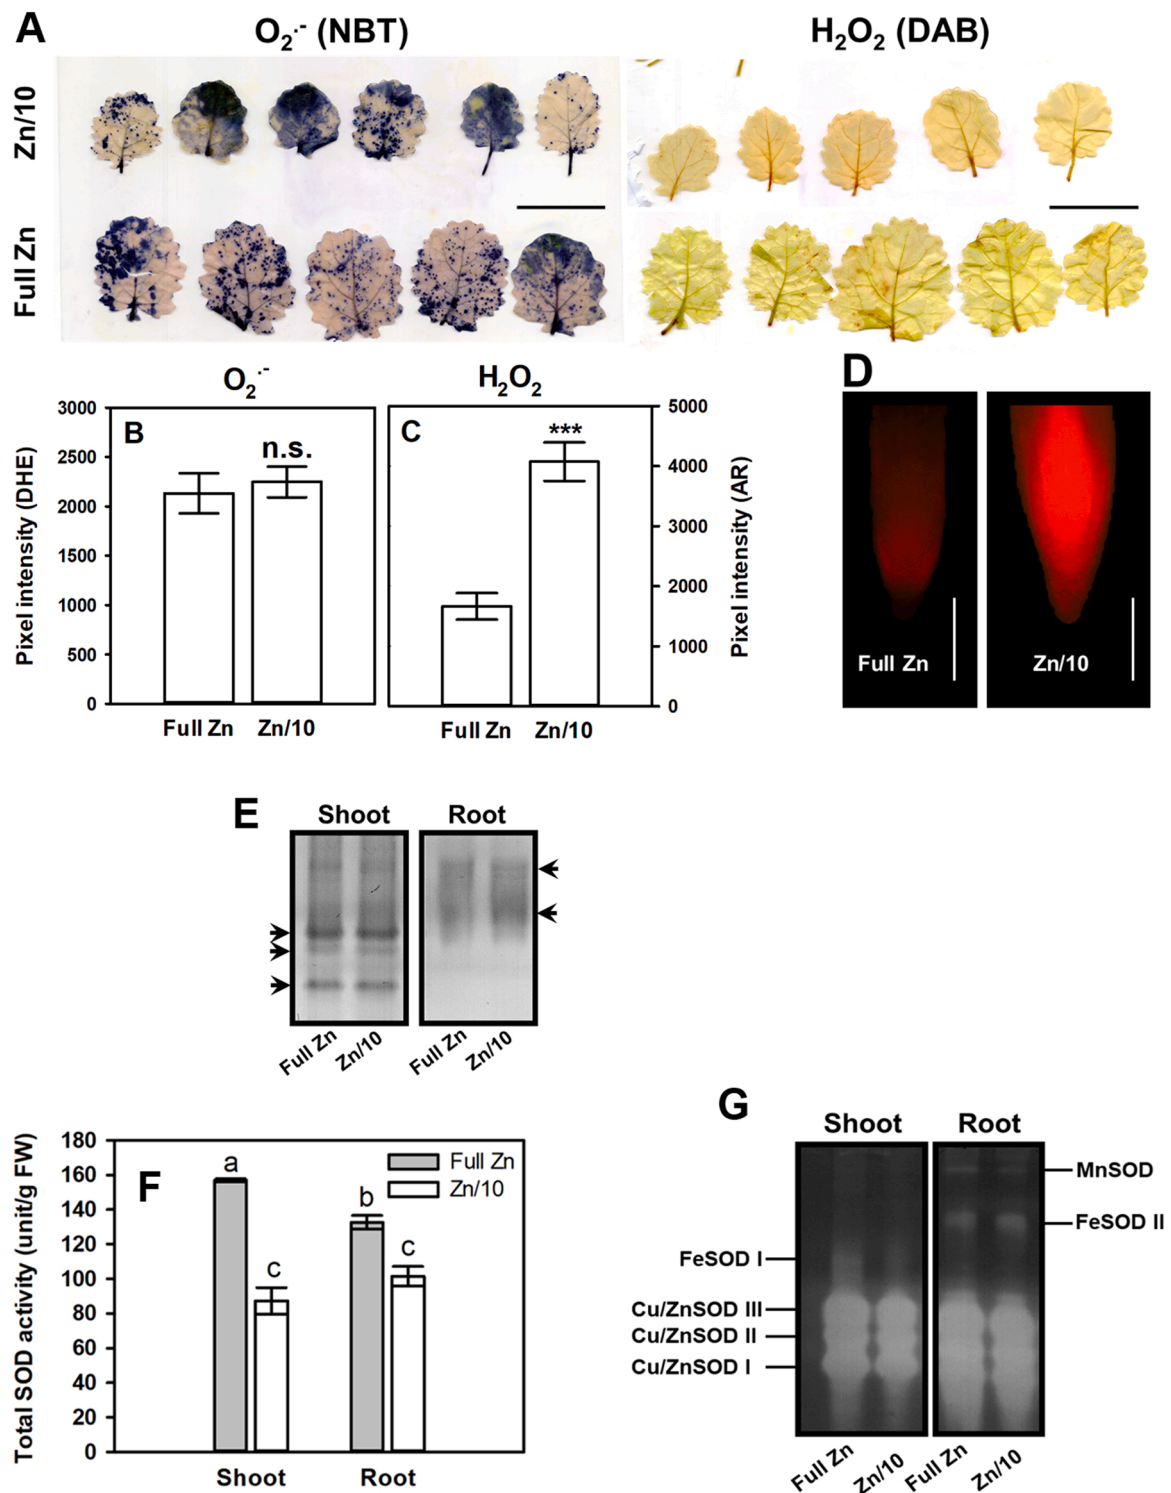 A
O₂·⁻ (NBT)
H₂O₂ (DAB)
Zn/10
Full Zn
O₂·⁻
H₂O₂
D
3000
2500
2000
1500
1000
500
0
Pixel intensity (DHE)
B
n.s.
Full Zn
Zn/10
C
***
5000
4000
3000
2000
1000
0
Pixel intensity (AR)
Full Zn
Zn/10
Full Zn
Zn/10
E
Shoot
Root
Full Zn
Zn/10
Full Zn
Zn/10
F
180
160
140
120
100
80
60
40
20
0
Total SOD activity (unit/g FW)
a
c
b
c
Full Zn
Zn/10
Shoot
Root
G
Shoot
Root
MnSOD
FeSOD II
FeSOD I
Cu/ZnSOD III
Cu/ZnSOD II
Cu/ZnSOD I
Full Zn
Zn/10
Full Zn
Zn/10